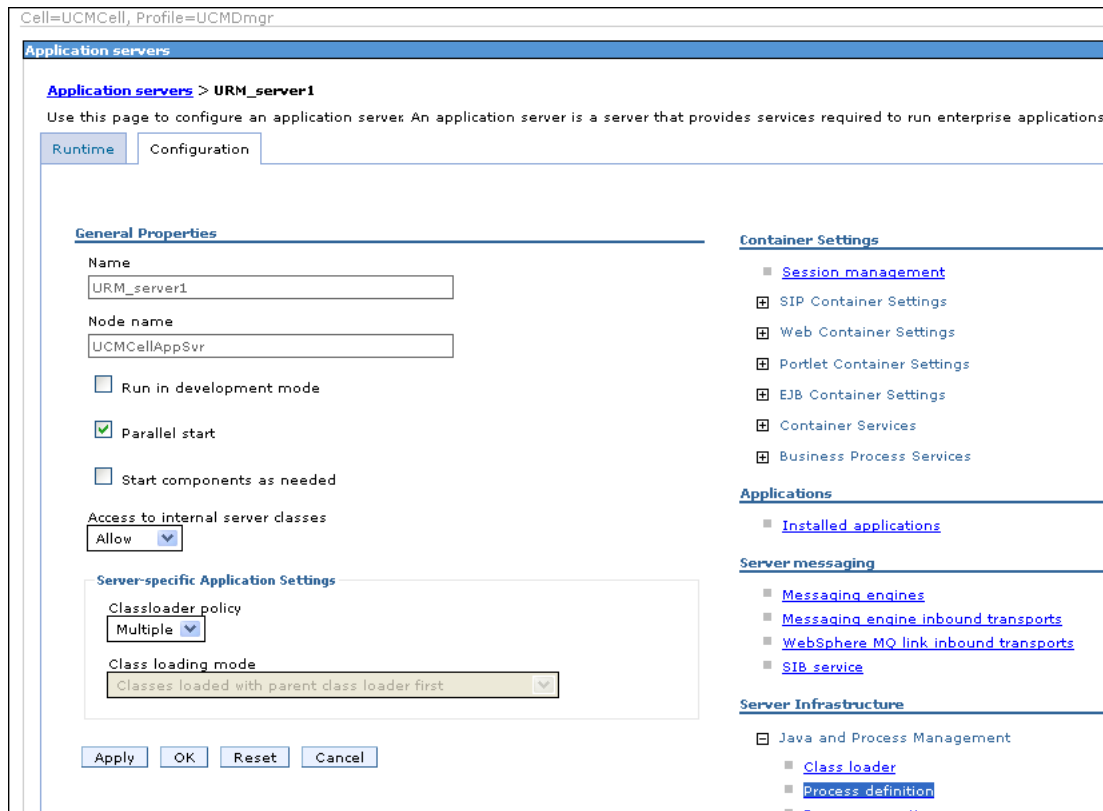 Cell=UCMCell, Profile=UCMDmgr
Application servers
Application servers > URM_server1
Use this page to configure an application server. An application server is a server that provides services required to run enterprise applications
Runtime
Configuration
General Properties
Name
URM_server1
Node name
UCMCellAppSvr
Run in development mode
Parallel start
Start components as needed
Access to internal server classes
Allow
Server-specific Application Settings
Classloader policy
Multiple
Class loading mode
Classes loaded with parent class loader first
Apply
OK
Reset
Cancel
Container Settings
Session management
SIP Container Settings
Web Container Settings
Portlet Container Settings
EJB Container Settings
Container Services
Business Process Services
Applications
Installed applications
Server messaging
Messaging engines
Messaging engine inbound transports
WebSphere MQ link inbound transports
SIB service
Server Infrastructure
Java and Process Management
Class loader
Process definition